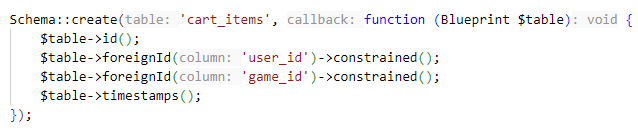 Schema::create(table: 'cart_items', callback: function (Blueprint $table): void {
$table->id();
$table->foreignId(column: 'user_id')->constrained();
$table->foreignId(column: 'game_id')->constrained();
$table->timestamps();
});